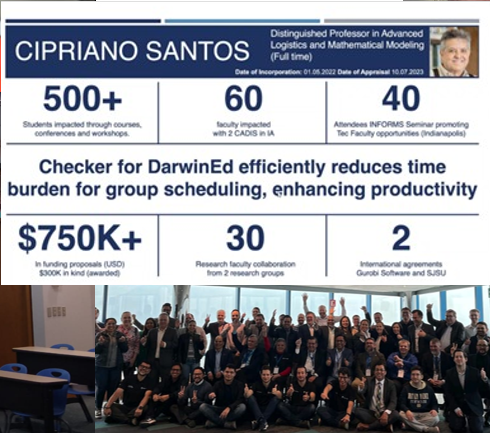 CIPRIANO SANTOS
Distinguished Professor in Advanced
Logistics and Mathematical Modeling
(Full time)
Date of Incorporation: 01.08.2022 Date of Appraisal 10.07.2023
500+
Students impacted through courses,
conferences and workshops.
60
faculty impacted
with 2 CADIS in IA
40
Attendees INFORMS Seminar promoting
Tec Faculty opportunities (Indianapolis)
Checker for DarwinEd efficiently reduces time
burden for group scheduling, enhancing productivity
$750K+
In funding proposals (USD)
$300K in kind (awarded)
30
Research faculty collaboration
from 2 research groups
2
International agreements
Gurobi Software and SJSU